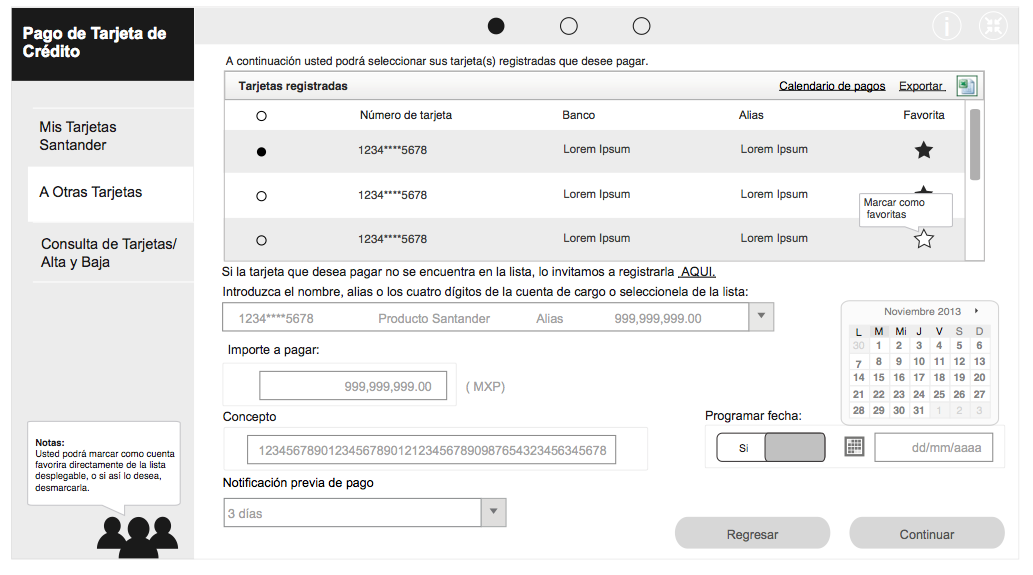 Pago de Tarjeta de
Crédito
Mis Tarjetas
Santander
A Otras Tarjetas
Consulta de Tarjetas/
Alta y Baja
Notas:
Usted podrá marcar como cuenta
favorira directamente de la lista
desplegable, o si así lo desea,
desmarcarla.
i
A continuación usted podrá seleccionar sus tarjeta(s) registradas que desee pagar.
Tarjetas registradas Calendario de pagos Exportar
Número de tarjeta Banco Alias Favorita
1234****5678 Lorem Ipsum Lorem Ipsum
1234****5678 Lorem Ipsum Lorem Ipsum
Marcar como
favoritas
1234****5678 Lorem Ipsum Lorem Ipsum
Si la tarjeta que desea pagar no se encuentra en la lista, lo invitamos a registrarla AQUI.
Introduzca el nombre, alias o los cuatro dígitos de la cuenta de cargo o seleccionela de la lista:
1234****5678 Producto Santander Alias 999,999,999.00
Importe a pagar:
999,999,999.00 ( MXP)
Concepto
12345678901234567890121234567890987654323456345678
Notificación previa de pago
3 días
Noviembre 2013
L M Mi J V S D
30 1 2 3 4 5 6
7 8 9 10 11 12 13
14 15 16 17 18 19 20
21 22 23 24 25 26 27
28 29 30 31 1 2 3
Programar fecha:
Si dd/mm/aaaa
Regresar Continuar